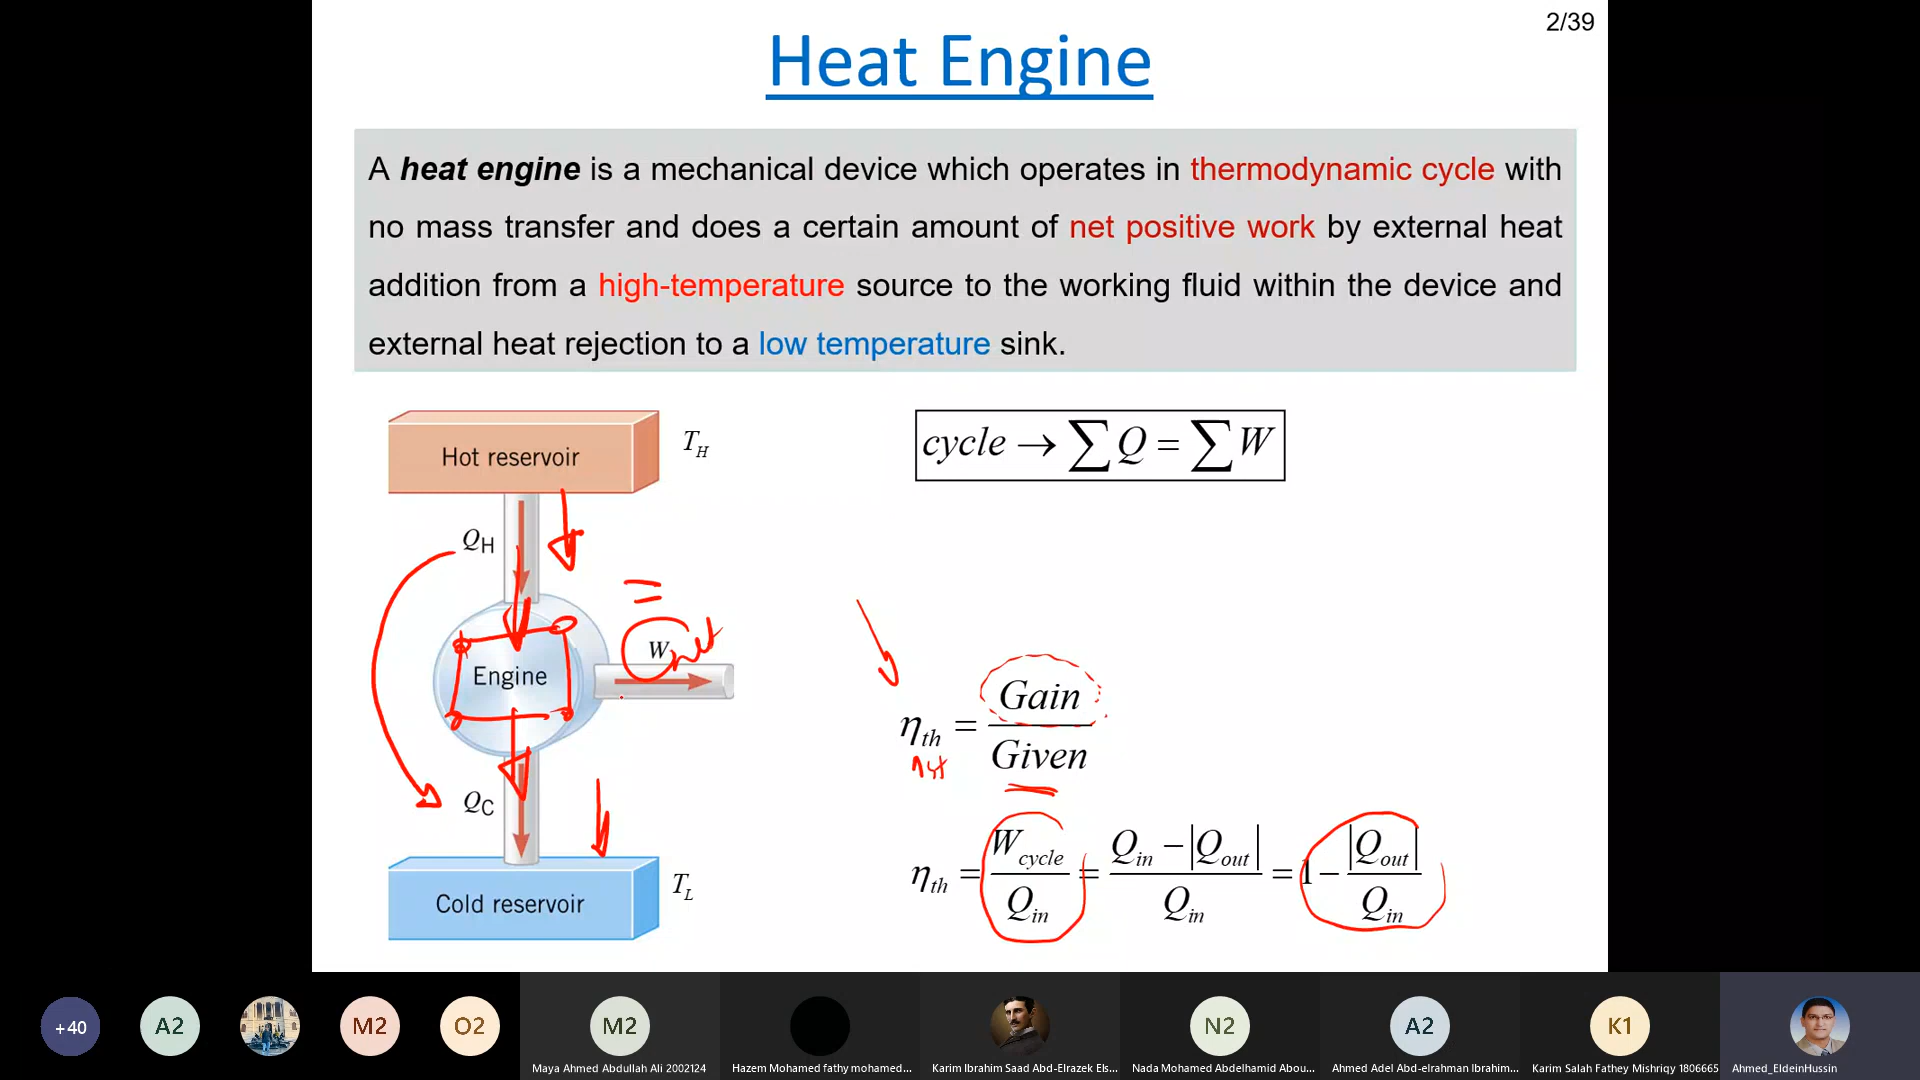 2/39
Heat Engine
A heat engine is a mechanical device which operates in thermodynamic cycle with
no mass transfer and does a certain amount of net positive work by external heat
addition from a high-temperature source to the working fluid within the device and
external heat rejection to a low temperature sink.
Hot reservoir
T_H
cycle → ∑Q = ∑W
Q_H
W net
Engine
η_th = Gain / Given
Q_C
η_th = W_cycle / Q_in = Q_in − |Q_out| / Q_in = 1 − |Q_out| / Q_in
Cold reservoir
T_L
+40
A2
M2
O2
M2
N2
A2
K1
Maya Ahmed Abdullah Ali 2002124
Hazem Mohamed fathy mohamed...
Karim Ibrahim Saad Abd-Elrazek Els...
Nada Mohamed Abdelhamid Abou...
Ahmed Adel Abd-elrahman Ibrahim...
Karim Salah Fathey Mishriqy 1806665
Ahmed_EldeinHussin